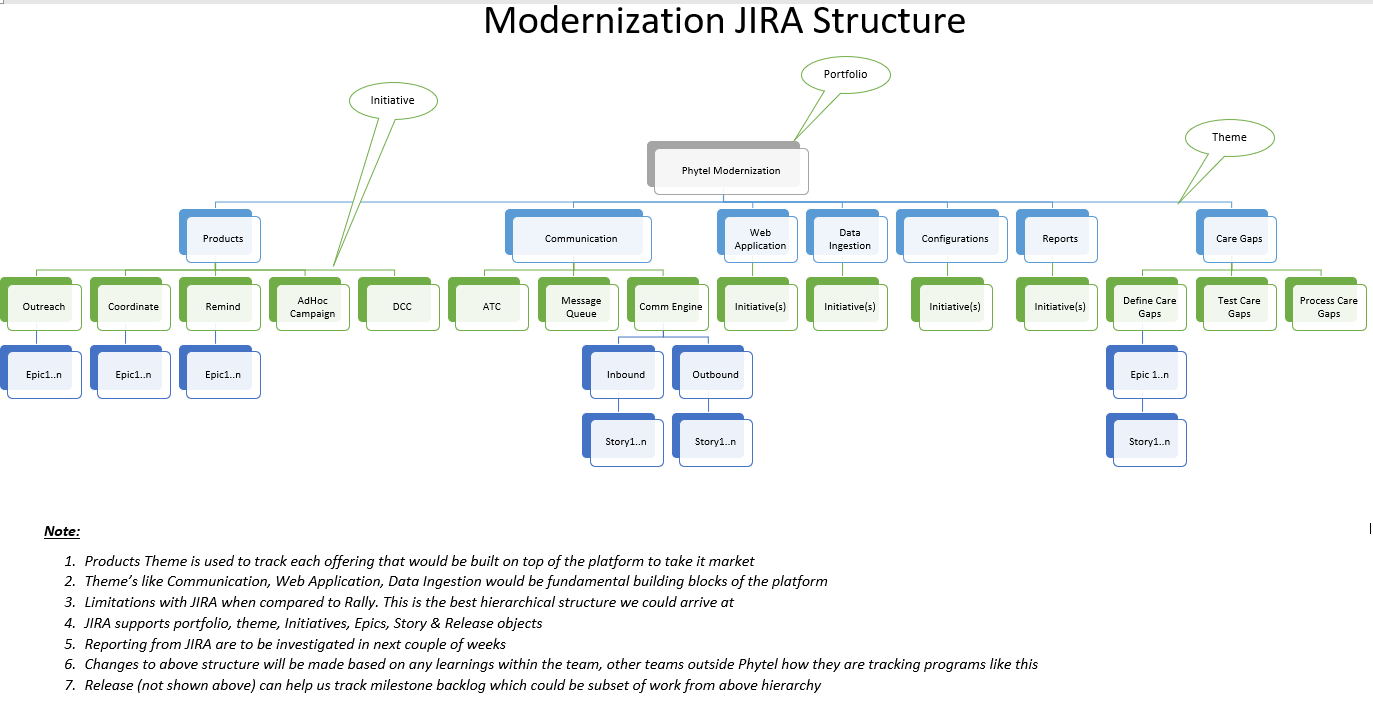 Modernization JIRA Structure
Portfolio
Initiative
Theme
Phytel Modernization
Products
Communication
Web
Application
Data
Ingestion
Configurations
Reports
Care Gaps
Outreach
Coordinate
Remind
AdHoc
Campaign
DCC
ATC
Message
Queue
Comm Engine
Initiative(s)
Initiative(s)
Initiative(s)
Initiative(s)
Define Care
Gaps
Test Care
Gaps
Process Care
Gaps
Epic1..n
Epic1..n
Epic1..n
Inbound
Outbound
Epic 1..n
Story1..n
Story1..n
Story1..n
Note:
1. Products Theme is used to track each offering that would be built on top of the platform to take it market
2. Theme's like Communication, Web Application, Data Ingestion would be fundamental building blocks of the platform
3. Limitations with JIRA when compared to Rally. This is the best hierarchical structure we could arrive at
4. JIRA supports portfolio, theme, Initiatives, Epics, Story & Release objects
5. Reporting from JIRA are to be investigated in next couple of weeks
6. Changes to above structure will be made based on any learnings within the team, other teams outside Phytel how they are tracking programs like this
7. Release (not shown above) can help us track milestone backlog which could be subset of work from above hierarchy